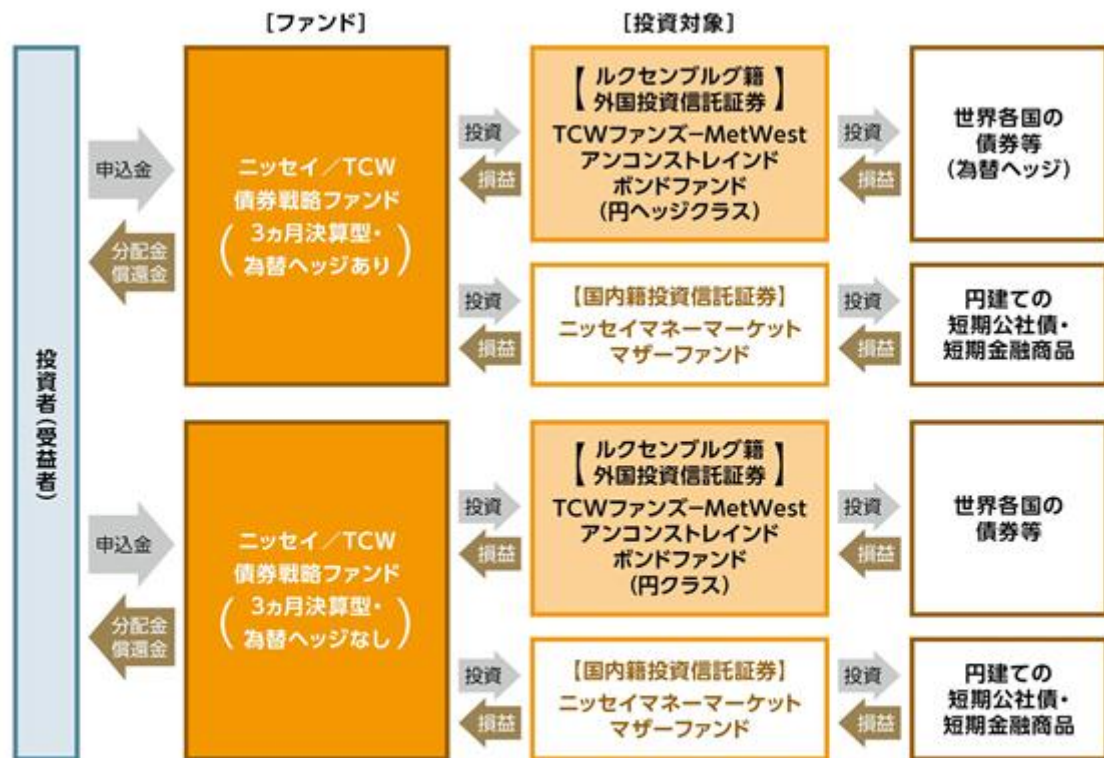 [ファンド]
[投資対象]
投資者(受益者)
申込金
分配金
償還金
ニッセイ／TCW
債券戦略ファンド
(3ヵ月決算型・
為替ヘッジあり)
投資
損益
【ルクセンブルグ籍
外国投資信託証券】
TCWファンズーMetWest
アンコンストレインド
ボンドファンド
(円ヘッジクラス)
投資
損益
世界各国の
債券等
(為替ヘッジ)
投資
損益
【国内籍投資信託証券】
ニッセイマネーマーケット
マザーファンド
投資
損益
円建ての
短期公社債・
短期金融商品
申込金
分配金
償還金
ニッセイ／TCW
債券戦略ファンド
(3ヵ月決算型・
為替ヘッジなし)
投資
損益
【ルクセンブルグ籍
外国投資信託証券】
TCWファンズーMetWest
アンコンストレインド
ボンドファンド
(円クラス)
投資
損益
世界各国の
債券等
投資
損益
【国内籍投資信託証券】
ニッセイマネーマーケット
マザーファンド
投資
損益
円建ての
短期公社債・
短期金融商品